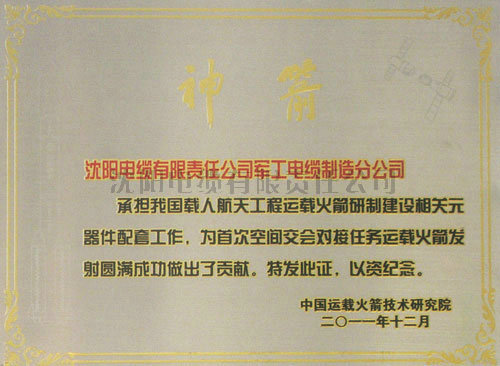 神箭
沈阳电缆有限责任公司军工电缆制造分公司
沈阳电缆有限责任公司
承担我国载人航天工程运载火箭研制建设相关元
器件配套工作，为首次空间交会对接任务运载火箭发
射圆满成功做出了贡献。特发此证，以资纪念。
中国运载火箭技术研究院
二〇一一年十二月